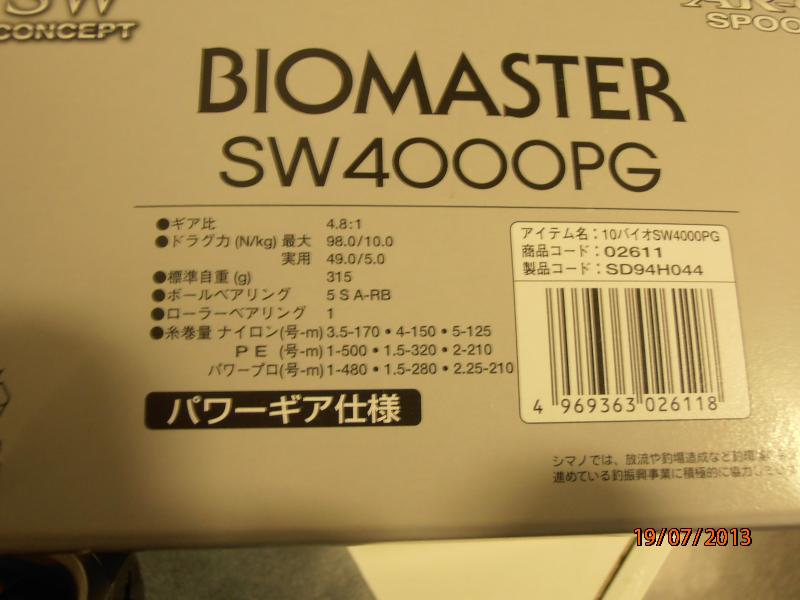 SW
CONCEPT
SPOO
BIOMASTER
SW4000PG
●ギア比 4.8:1
●ドラグ力(N/kg) 最大 98.0/10.0
実用 49.0/5.0
●標準自重(g) 315
●ボールベアリング 5 S A-RB
●ローラーベアリング 1
●糸巻量 ナイロン(号-m) 3.5-170・4-150・5-125
PE (号-m) 1-500・1.5-320・2-210
パワープロ(号-m) 1-480・1.5-280・2.25-210
パワーギア仕様
アイテム名:10バイオSW4000PG
商品コード:02611
製品コード:SD94H044
4 969363 026118
シマノでは、放流や釣場造成など釣環
進めている釣振興事業に積極的に協力
19/07/2013